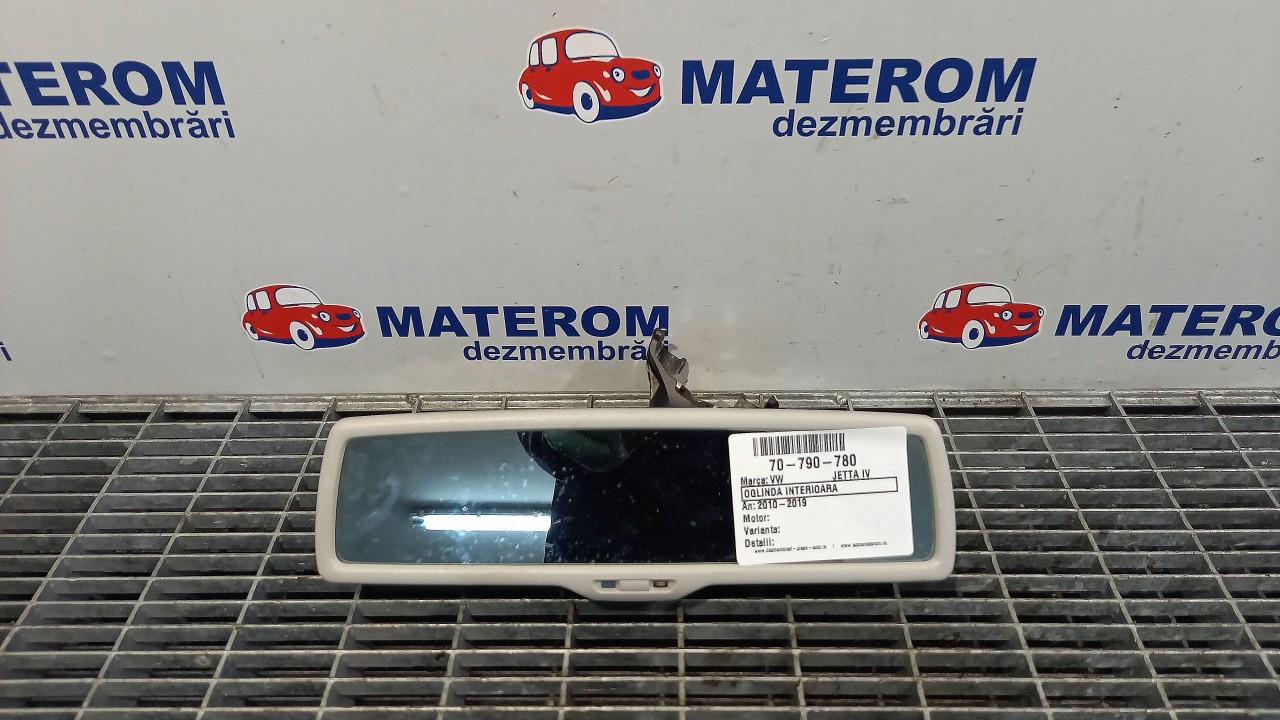 MATEROM
dezmembrări
TEROM
dezmembrări
MATEROM
dezmembrări
MATERO
dezmembră
70-790-780
Marca: VW JETTA IV
OGLINDA INTERIOARA
An: 2010-2019
Motor:
Varianta:
Detalii: